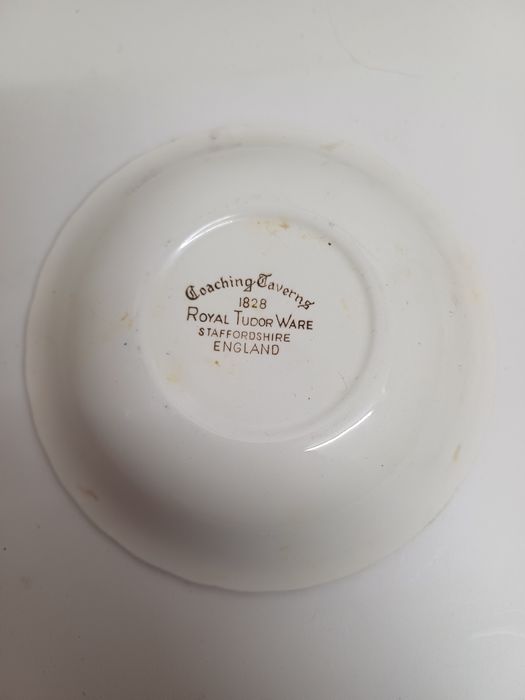 Coaching Taverns
1828
ROYAL TUDOR WARE
STAFFORDSHIRE
ENGLAND